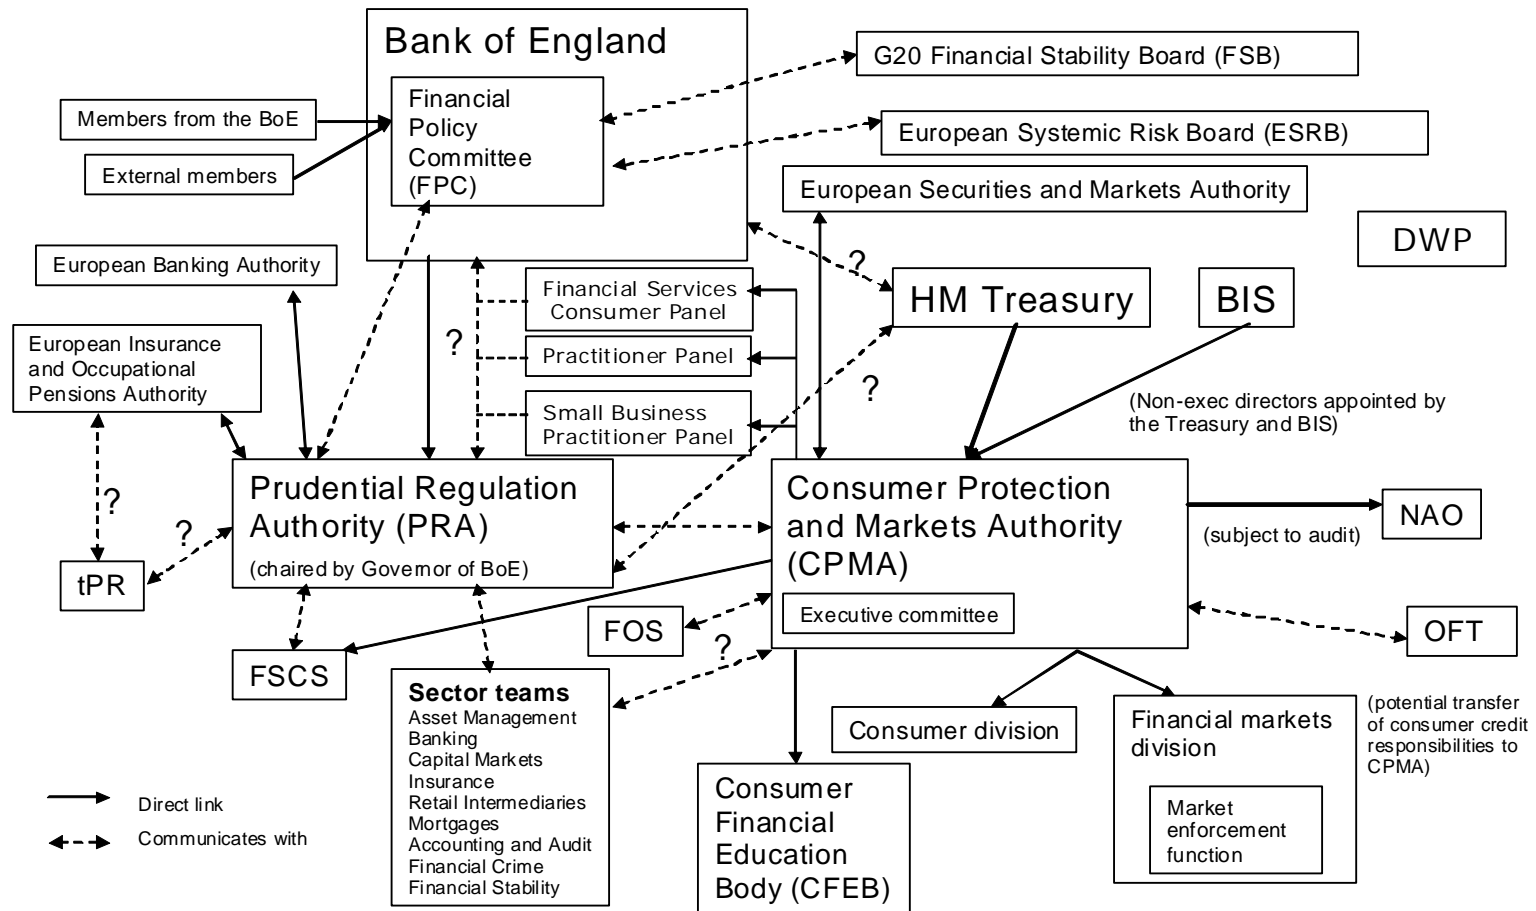 Bank of England
G20 Financial Stability Board (FSB)
Financial
Policy
Committee
(FPC)
Members from the BoE
External members
European Systemic Risk Board (ESRB)
European Securities and Markets Authority
DWP
European Banking Authority
?
Financial Services
Consumer Panel
HM Treasury
BIS
European Insurance
and Occupational
Pensions Authority
?
Practitioner Panel
?
Small Business
Practitioner Panel
(Non-exec directors appointed by
the Treasury and BIS)
Prudential Regulation
Authority (PRA)
(chaired by Governor of BoE)
Consumer Protection
and Markets Authority
(CPMA)
Executive committee
?
?
NAO
(subject to audit)
tPR
FOS
OFT
?
FSCS
Sector teams
Asset Management
Banking
Capital Markets
Insurance
Retail Intermediaries
Mortgages
Accounting and Audit
Financial Crime
Financial Stability
Consumer division
Financial markets
division
(potential transfer
of consumer credit
responsibilities to
CPMA)
Market
enforcement
function
Consumer
Financial
Education
Body (CFEB)
Direct link
Communicates with